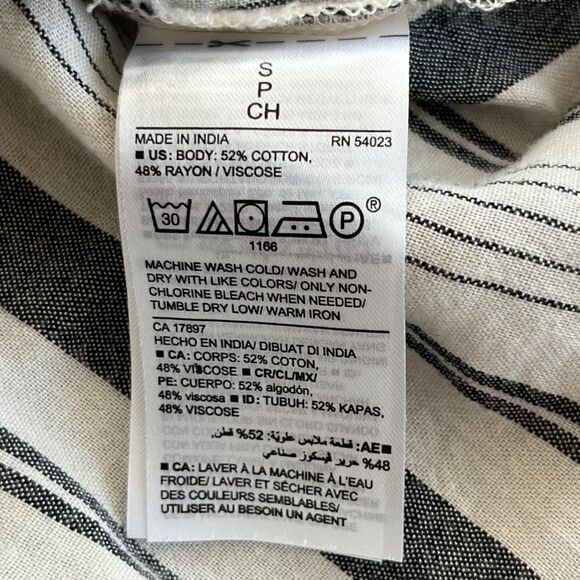 S
P
CH
MADE IN INDIA RN 54023
■ US: BODY: 52% COTTON,
48% RAYON / VISCOSE
30 P ®
1166
MACHINE WASH COLD/ WASH AND
DRY WITH LIKE COLORS/ ONLY NON-
CHLORINE BLEACH WHEN NEEDED/
TUMBLE DRY LOW/ WARM IRON
CA 17897
HECHO EN INDIA/ DIBUAT DI INDIA
■ CA: CORPS: 52% COTON,
48% VISCOSE ■ CR/CL/MX/
PE: CUERPO: 52% algodón,
48% viscosa ■ ID: TUBUH: 52% KAPAS,
48% VISCOSE
■ AE: قطعة ملابس علوية: 52% قطن,
48% حرير فيسكوز صناعي
■ CA: LAVER À LA MACHINE À L'EAU
FROIDE/ LAVER ET SÉCHER AVEC
DES COULEURS SEMBLABLES/
UTILISER AU BESOIN UN AGENT